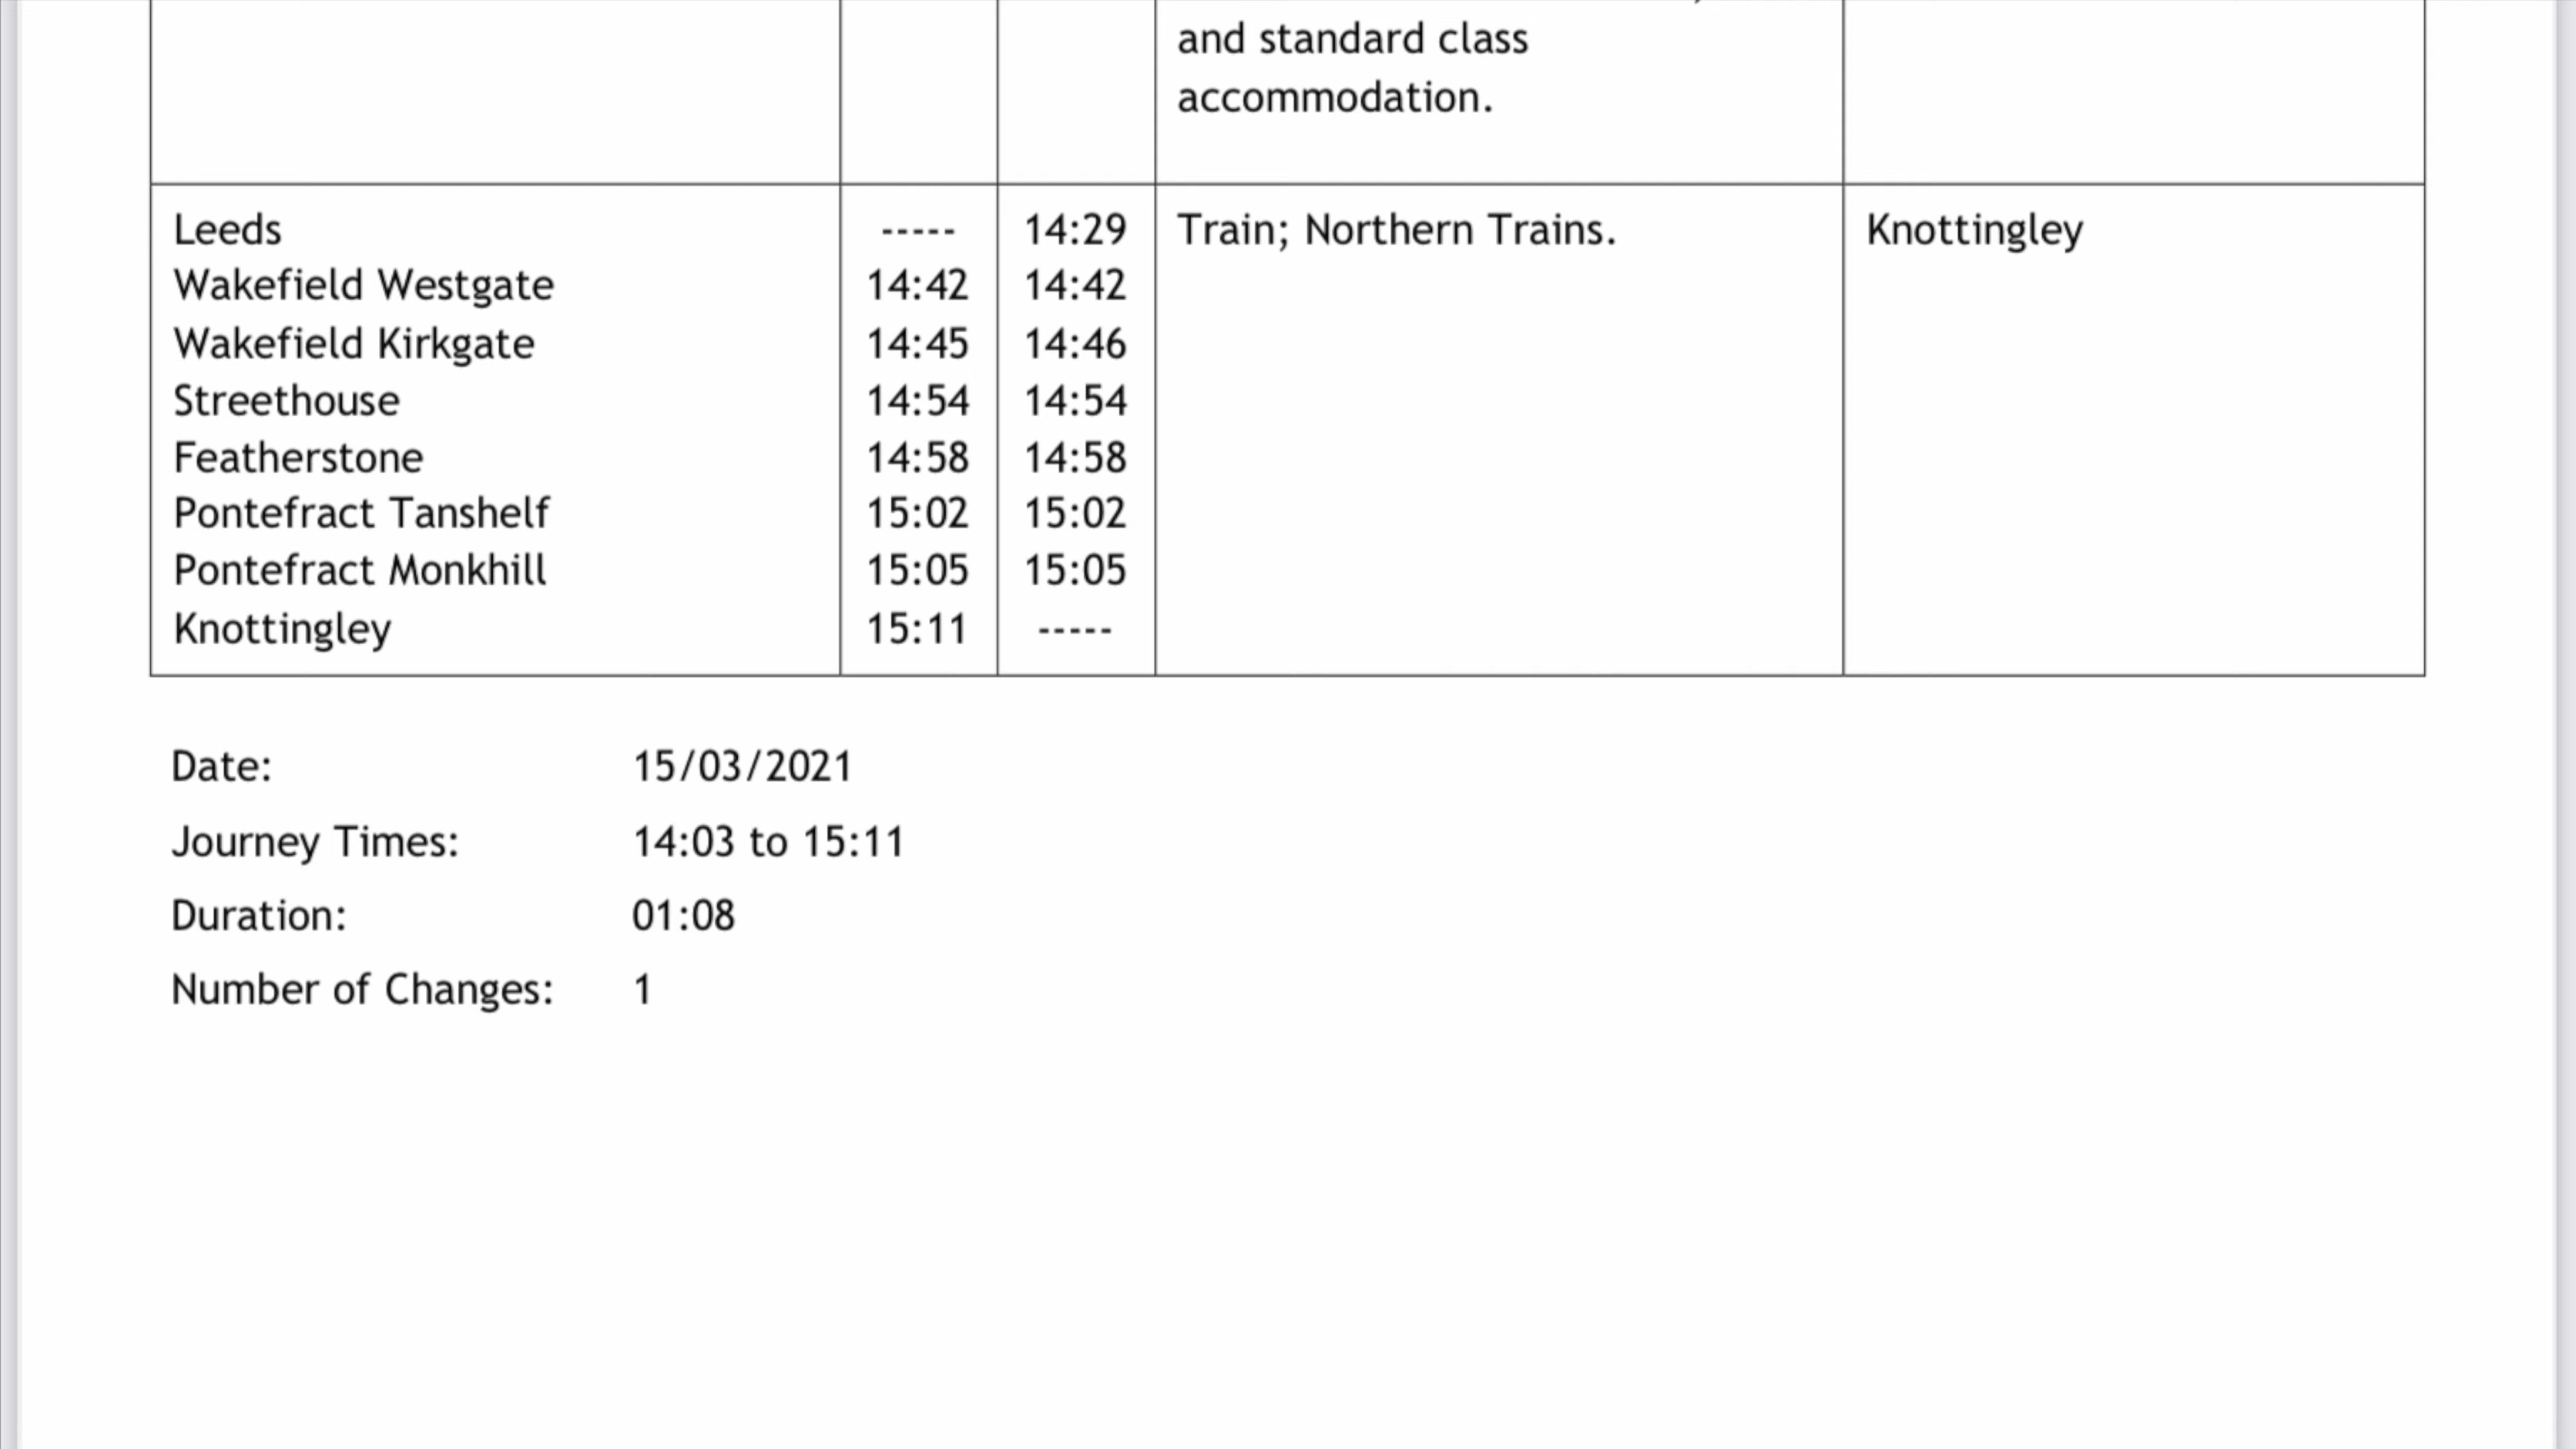 and standard class
accommodation.
Leeds ----- 14:29 Train; Northern Trains. Knottingley
Wakefield Westgate 14:42 14:42
Wakefield Kirkgate 14:45 14:46
Streethouse 14:54 14:54
Featherstone 14:58 14:58
Pontefract Tanshelf 15:02 15:02
Pontefract Monkhill 15:05 15:05
Knottingley 15:11 -----
Date: 15/03/2021
Journey Times: 14:03 to 15:11
Duration: 01:08
Number of Changes: 1